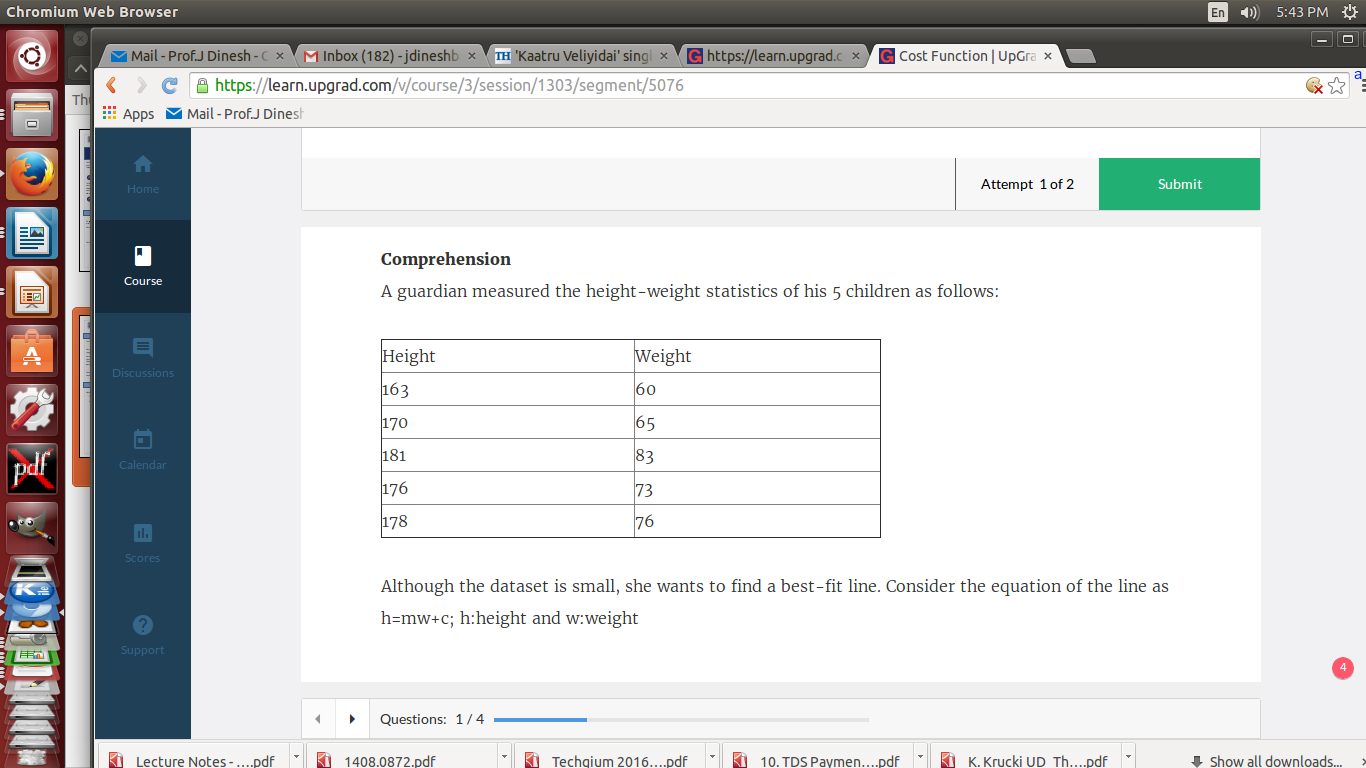 Chromium Web Browser
En
5:43 PM
Mail - Prof.J Dinesh - C
Inbox (182) - jdineshb
TH 'Kaatru Veliyidai' singl
G https://learn.upgrad.c
G Cost Function | UpGra
https://learn.upgrad.com/v/course/3/session/1303/segment/5076
a
Apps
Mail - Prof.J Dinesh
Home
Course
Discussions
Calendar
Scores
Support
Attempt 1 of 2
Submit
Comprehension
A guardian measured the height-weight statistics of his 5 children as follows:
Height Weight
163 60
170 65
181 83
176 73
178 76
Although the dataset is small, she wants to find a best-fit line. Consider the equation of the line as
h=mw+c; h:height and w:weight
4
Questions: 1 / 4
Lecture Notes - ....pdf
1408.0872.pdf
Techgium 2016....pdf
10. TDS Paymen....pdf
K. Krucki UD_Th....pdf
Show all downloads...
pdf